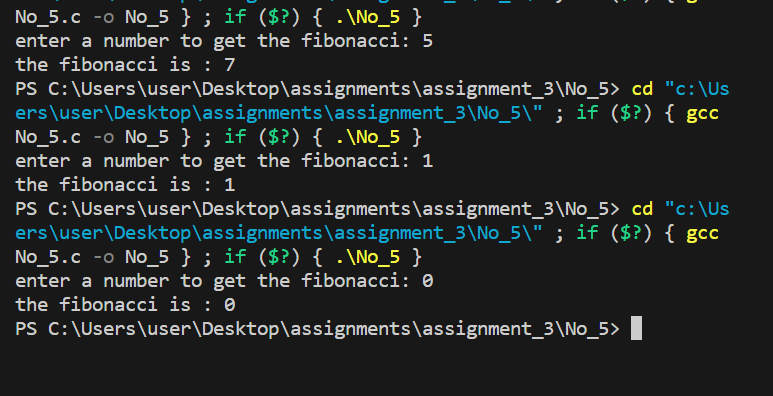 No_5.c -o No_5 } ; if ($?) { .\No_5 }
enter a number to get the fibonacci: 5
the fibonacci is : 7
PS C:\Users\user\Desktop\assignments\assignment_3\No_5> cd "c:\Us
ers\user\Desktop\assignments\assignment_3\No_5\" ; if ($?) { gcc
No_5.c -o No_5 } ; if ($?) { .\No_5 }
enter a number to get the fibonacci: 1
the fibonacci is : 1
PS C:\Users\user\Desktop\assignments\assignment_3\No_5> cd "c:\Us
ers\user\Desktop\assignments\assignment_3\No_5\" ; if ($?) { gcc
No_5.c -o No_5 } ; if ($?) { .\No_5 }
enter a number to get the fibonacci: 0
the fibonacci is : 0
PS C:\Users\user\Desktop\assignments\assignment_3\No_5>